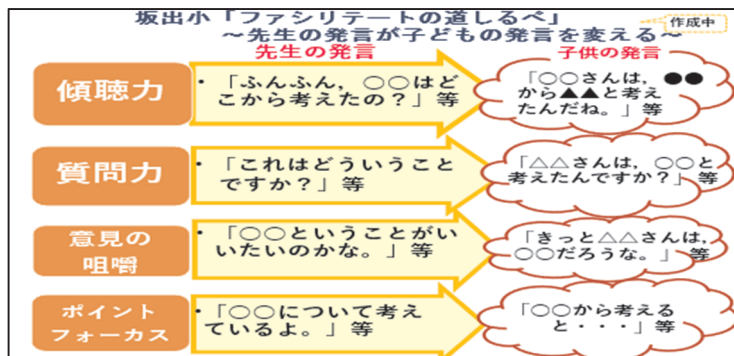 坂出小「ファシリテートの道しるべ」
作成中
～先生の発言が子どもの発言を変える～
先生の発言
子供の発言
傾聴力
・「ふんふん，○○はど
こから考えたの？」等
「○○さんは，●●
から▲▲と考え
たんだね。」等
質問力
・「これはどういうこと
ですか？」等
「△△さんは，○○と
考えたんですか？」等
意見の
咀嚼
・「○○ということがい
いたいのかな。」等
「きっと△△さんは，
○○だろうな。」等
ポイント
フォーカス
・「○○について考え
ているよ。」等
「○○から考える
と・・・」等